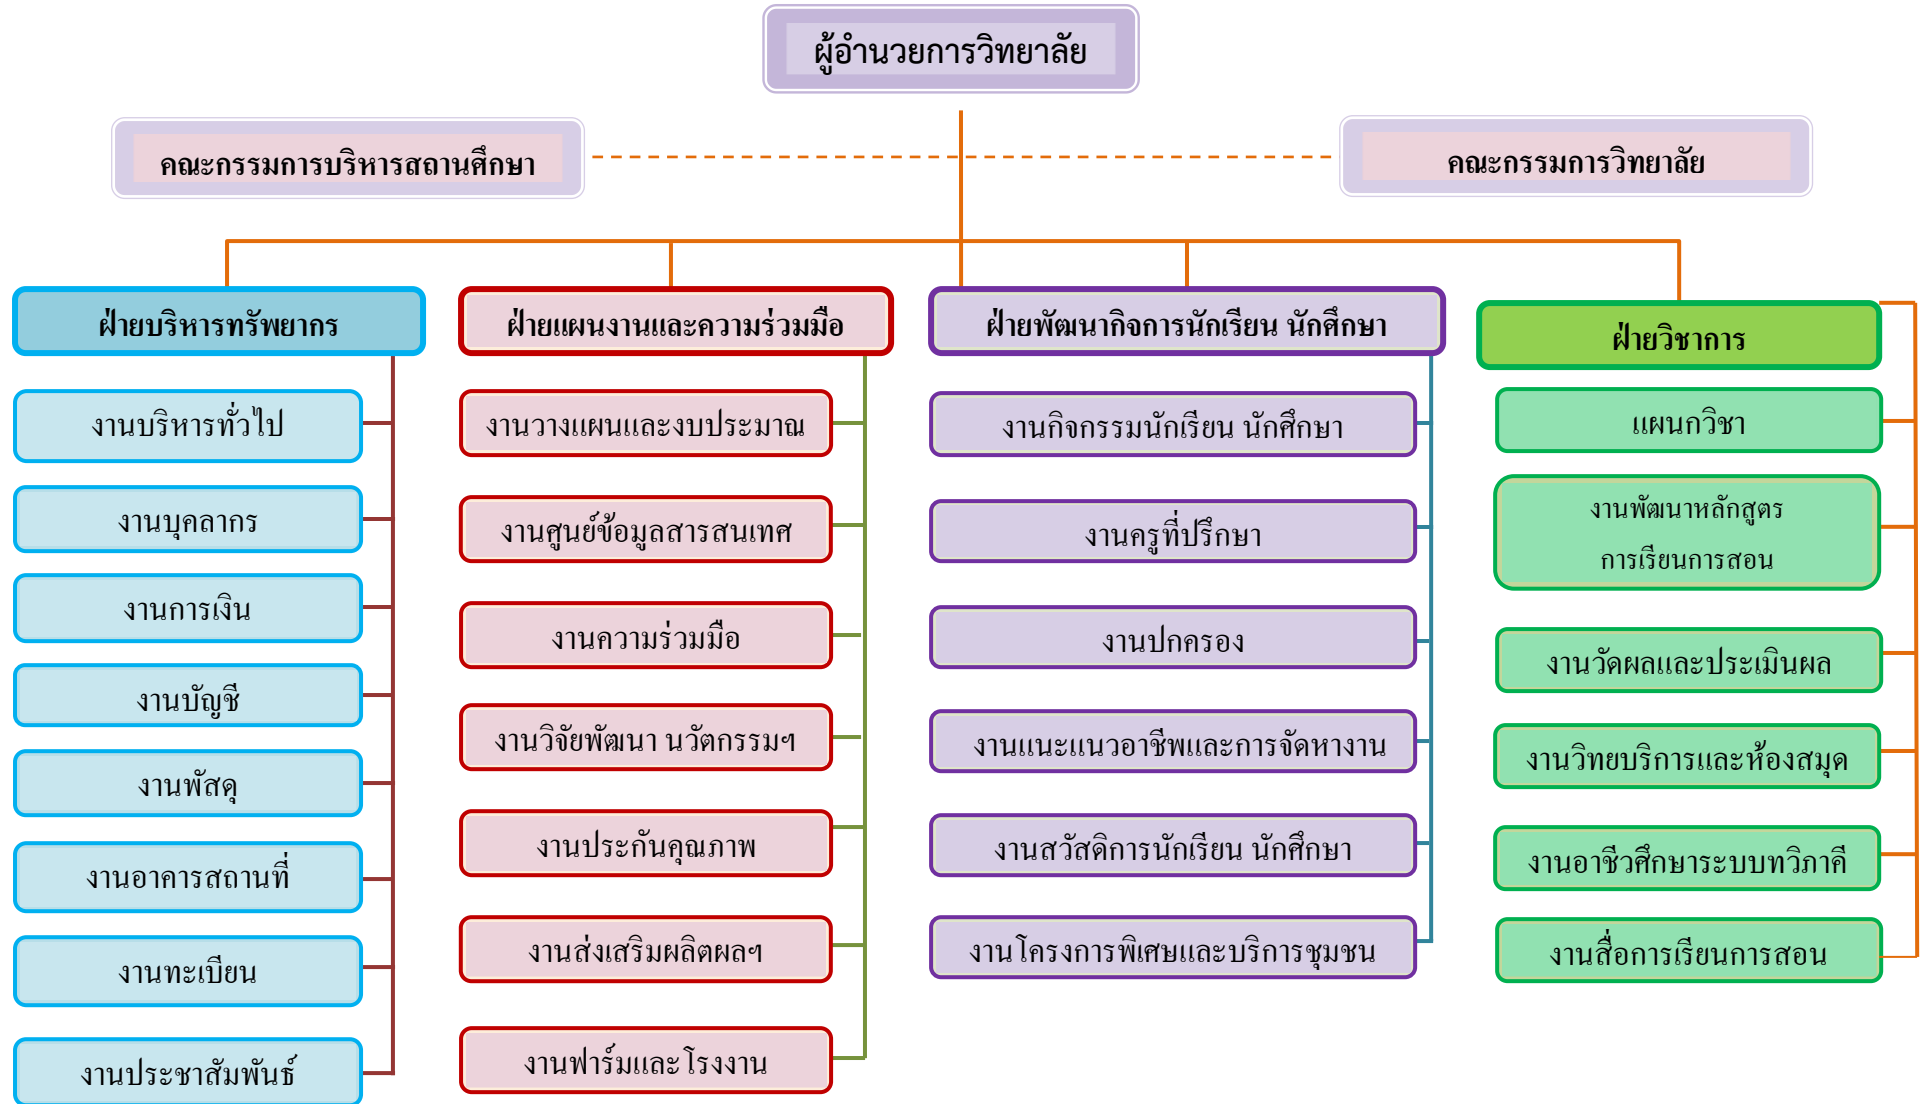 ผู้อำนวยการวิทยาลัย
คณะกรรมการบริหารสถานศึกษา
คณะกรรมการวิทยาลัย
ฝ่ายบริหารทรัพยากร
งานบริหารทั่วไป
งานบุคลากร
งานการเงิน
งานบัญชี
งานพัสดุ
งานอาคารสถานที่
งานทะเบียน
งานประชาสัมพันธ์
ฝ่ายแผนงานและความร่วมมือ
งานวางแผนและงบประมาณ
งานศูนย์ข้อมูลสารสนเทศ
งานความร่วมมือ
งานวิจัยพัฒนา นวัตกรรมฯ
งานประกันคุณภาพ
งานส่งเสริมผลิตผลฯ
งานฟาร์มและโรงงาน
ฝ่ายพัฒนากิจการนักเรียน นักศึกษา
งานกิจกรรมนักเรียน นักศึกษา
งานครูที่ปรึกษา
งานปกครอง
งานแนะแนวอาชีพและการจัดหางาน
งานสวัสดิการนักเรียน นักศึกษา
งานโครงการพิเศษและบริการชุมชน
ฝ่ายวิชาการ
แผนกวิชา
งานพัฒนาหลักสูตร
การเรียนการสอน
งานวัดผลและประเมินผล
งานวิทยบริการและห้องสมุด
งานอาชีวศึกษาระบบทวิภาคี
งานสื่อการเรียนการสอน